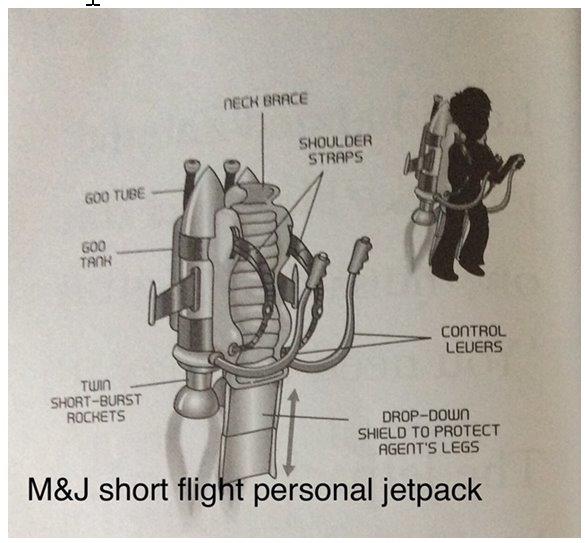 NECK BRACE
SHOULDER
STRAPS
GOO TUBE
GOO
TANK
CONTROL
LEVERS
TWIN
SHORT-BURST
ROCKETS
DROP-DOWN
SHIELD TO PROTECT
AGENT'S LEGS
M&J short flight personal jetpack